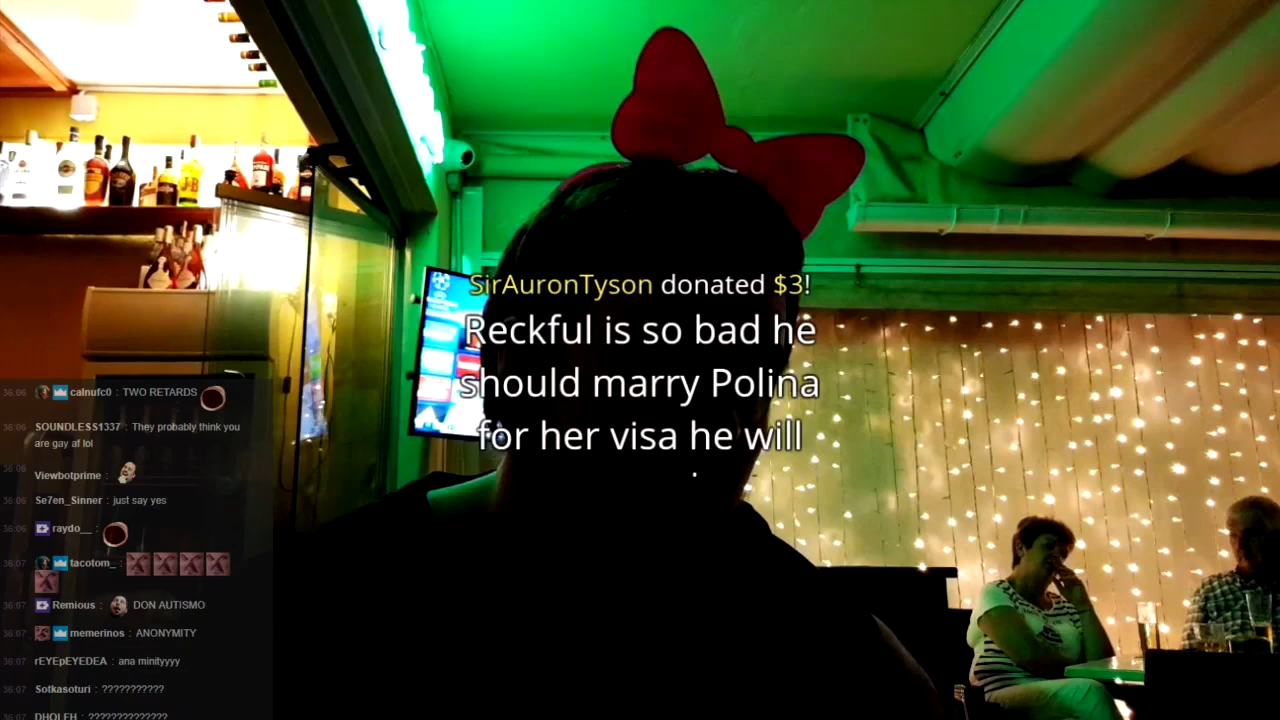 SirAuronTyson donated $3!
Reckful is so bad he
should marry Polina
for her visa he will
36:06 calnufc0 : TWO RETARDS
36:06 SOUNDLESS1337 : They probably think you
are gay af lol
36:06 Viewbotprime :
36:06 Se7en_Sinner : just say yes
36:06 raydo__ :
36:07 tacotom_ :
36:07 Remious : DON AUTISMO
36:07 memerinos : ANONYMITY
36:07 rEYEpEYEDEA : ana minityyyy
36:07 Sotkasoturi : ???????????
36:07 DHOLEH : ??????????????
J&B